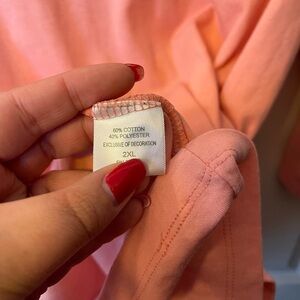 60% COTTON
40% POLYESTER
EXCLUSIVE OF DECORATION
2XL